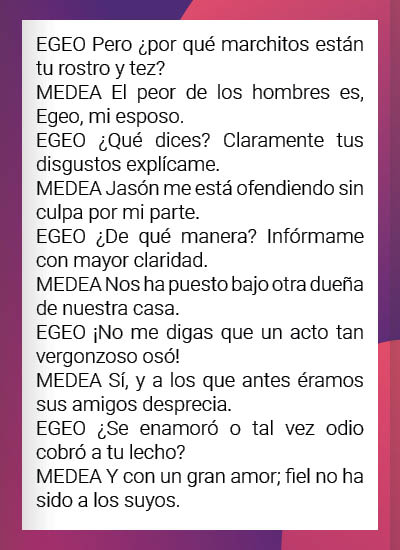 EGEO Pero ¿por qué marchitos están
tu rostro y tez?
MEDEA El peor de los hombres es,
Egeo, mi esposo.
EGEO ¿Qué dices? Claramente tus
disgustos explícame.
MEDEA Jasón me está ofendiendo sin
culpa por mi parte.
EGEO ¿De qué manera? Infórmame
con mayor claridad.
MEDEA Nos ha puesto bajo otra dueña
de nuestra casa.
EGEO ¡No me digas que un acto tan
vergonzoso osó!
MEDEA Sí, y a los que antes éramos
sus amigos desprecia.
EGEO ¿Se enamoró o tal vez odio
cobró a tu lecho?
MEDEA Y con un gran amor; fiel no ha
sido a los suyos.